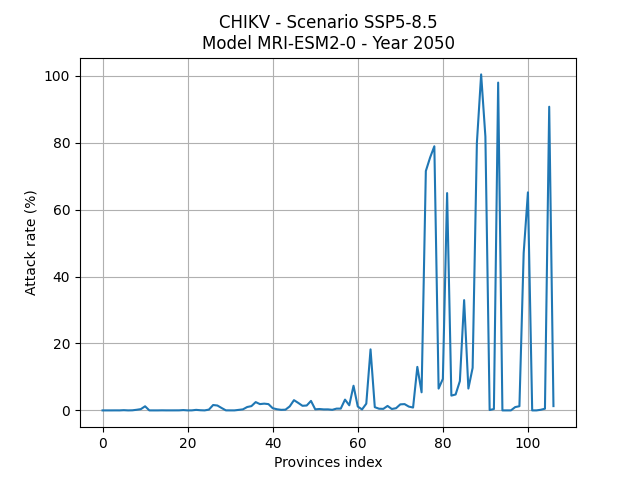 CHIKV - Scenario SSP5-8.5
Model MRI-ESM2-0 - Year 2050
100
80
60
40
20
0
Attack rate (%)
0 20 40 60 80 100
Provinces index